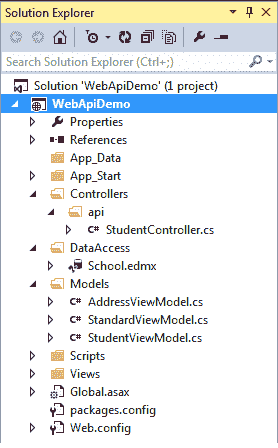 Solution Explorer
Search Solution Explorer (Ctrl+;)
Solution 'WebApiDemo' (1 project)
WebApiDemo
Properties
References
App_Data
App_Start
Controllers
api
StudentController.cs
DataAccess
School.edmx
Models
AddressViewModel.cs
StandardViewModel.cs
StudentViewModel.cs
Scripts
Views
Global.asax
packages.config
Web.config